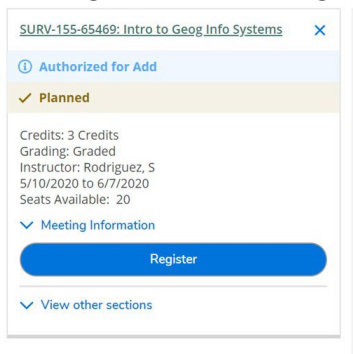 SURV-155-65469: Intro to Geog Info Systems
Authorized for Add
Planned
Credits: 3 Credits
Grading: Graded
Instructor: Rodriguez, S
5/10/2020 to 6/7/2020
Seats Available: 20
Meeting Information
Register
View other sections